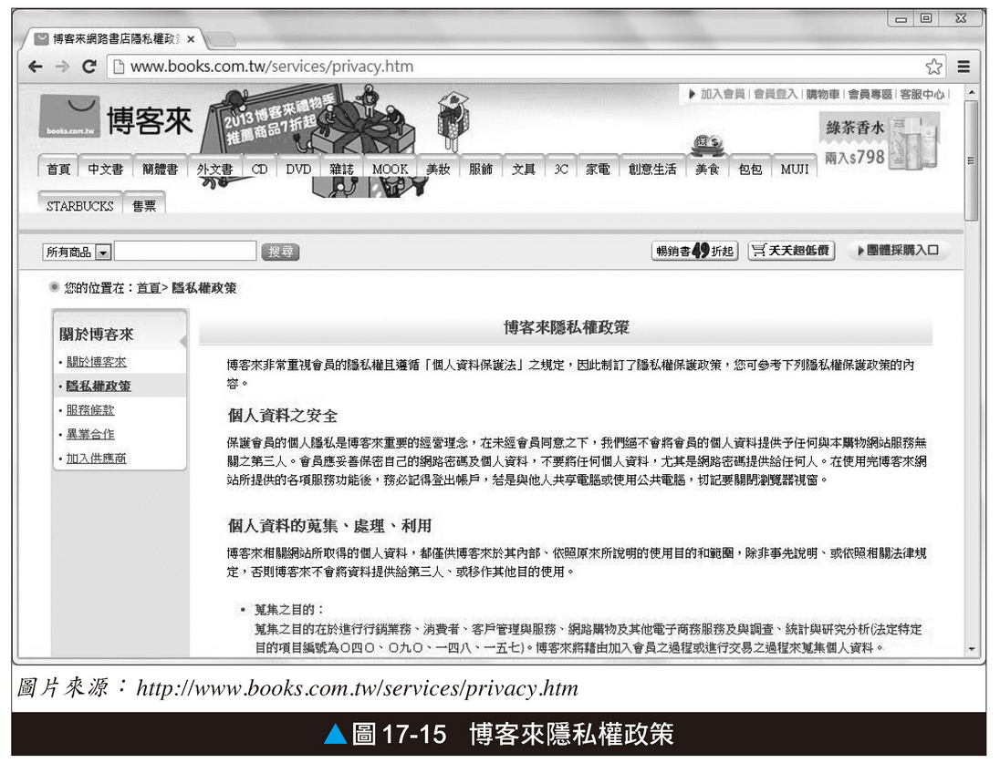 博客來網路書店隱私權政
www.books.com.tw/services/privacy.htm
加入會員|會員登入|購物車|會員專區|客服中心|
books.com.tw
博客來
2013博客來禮物季
推薦商品7折起
綠茶香水
兩入$798
首頁 中文書 簡體書 外文書 CD DVD 雜誌 MOOK 美妝 服飾 文具 3C 家電 創意生活 美食 包包 MUJI
STARBUCKS 售票
所有商品 搜尋 暢銷書49折起 天天超低價 團體採購入口
您的位置在:首頁> 隱私權政策
關於博客來
・關於博客來
・隱私權政策
・服務條款
・異業合作
・加入供應商
博客來隱私權政策
博客來非常重視會員的隱私權且遵循「個人資料保護法」之規定,因此制訂了隱私權保護政策,您可參考下列隱私權保護政策的內
容。
個人資料之安全
保護會員的個人隱私是博客來重要的經營理念,在未經會員同意之下,我們絕不會將會員的個人資料提供予任何與本購物網站服務無
關之第三人。會員應妥善保密自己的網路密碼及個人資料,不要將任何個人資料,尤其是網路密碼提供給任何人。在使用完博客來網
站所提供的各項服務功能後,務必記得登出帳戶,若是與他人共享電腦或使用公共電腦,切記要關閉瀏覽器視窗。
個人資料的蒐集、處理、利用
博客來相關網站所取得的個人資料,都僅供博客來於其內部、依照原來所說明的使用目的和範圍,除非事先說明、或依照相關法律規
定,否則博客來不會將資料提供給第三人、或移作其他目的使用。
• 蒐集之目的:
蒐集之目的在於進行行銷業務、消費者、客戶管理與服務、網路購物及其他電子商務服務及與調查、統計與研究分析(法定特定
目的項目編號為○四○、○九○、一四八、一五七)。博客來將藉由加入會員之過程或進行交易之過程來蒐集個人資料。
圖片來源:http://www.books.com.tw/services/privacy.htm
▲圖 17-15 博客來隱私權政策